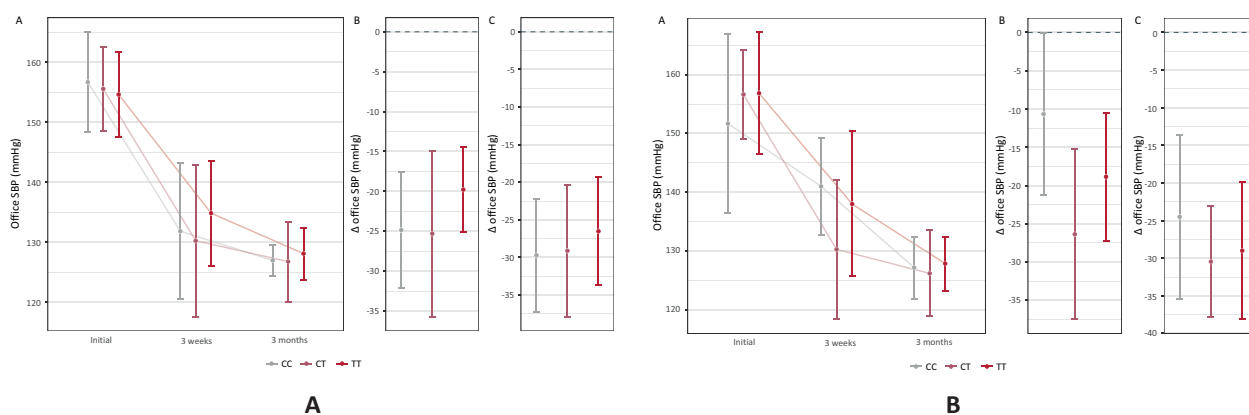 A
B
C
Office SBP (mmHg)
160
150
140
130
120
Initial
3 weeks
3 months
Δ office SBP (mmHg)
0
-5
-10
-15
-20
-25
-30
-35
Δ office SBP (mmHg)
0
-5
-10
-15
-20
-25
-30
-35
CC CT TT
A
A
B
C
Office SBP (mmHg)
160
150
140
130
120
Initial
3 weeks
3 months
Δ office SBP (mmHg)
0
-5
-10
-15
-20
-25
-30
-35
Δ office SBP (mmHg)
0
-5
-10
-15
-20
-25
-30
-35
-40
CC CT TT
B